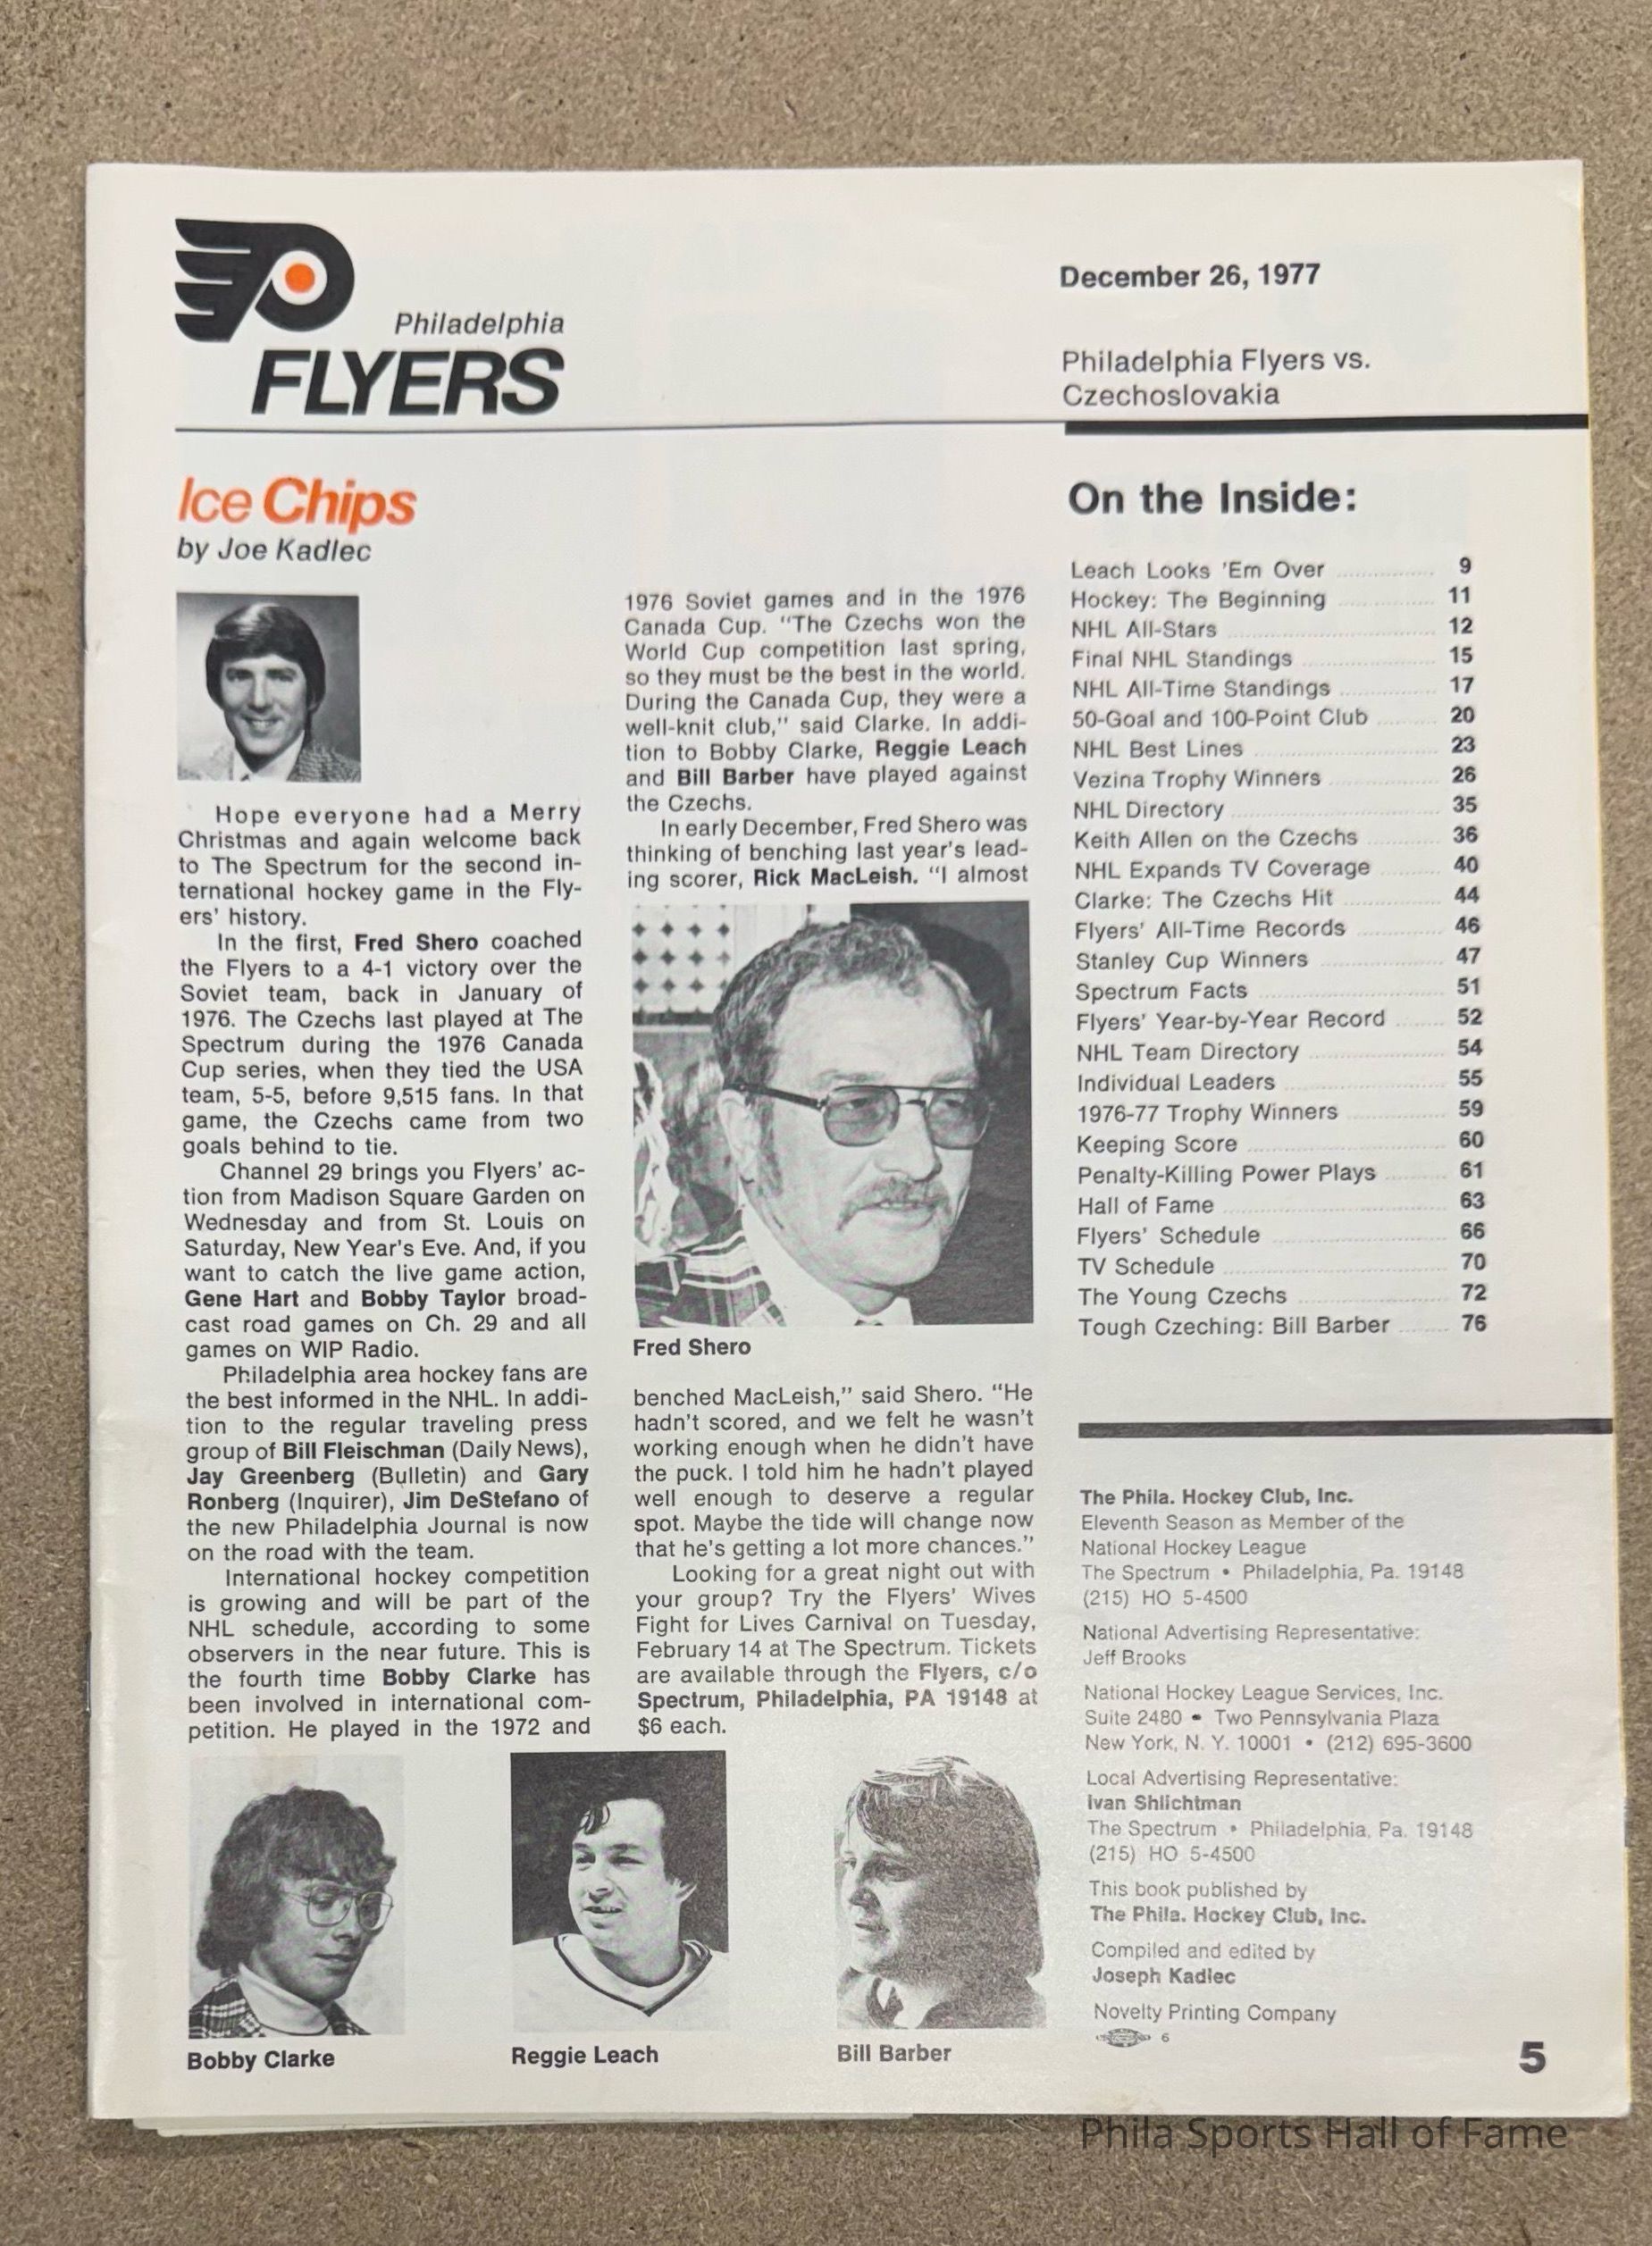 Philadelphia
FLYERS
December 26, 1977
Philadelphia Flyers vs.
Czechoslovakia
Ice Chips
by Joe Kadlec
Hope everyone had a Merry
Christmas and again welcome back
to The Spectrum for the second in-
ternational hockey game in the Fly-
ers' history.
In the first, Fred Shero coached
the Flyers to a 4-1 victory over the
Soviet team, back in January of
1976. The Czechs last played at The
Spectrum during the 1976 Canada
Cup series, when they tied the USA
team, 5-5, before 9,515 fans. In that
game, the Czechs came from two
goals behind to tie.
Channel 29 brings you Flyers' ac-
tion from Madison Square Garden on
Wednesday and from St. Louis on
Saturday, New Year's Eve. And, if you
want to catch the live game action,
Gene Hart and Bobby Taylor broad-
cast road games on Ch. 29 and all
games on WIP Radio.
Philadelphia area hockey fans are
the best informed in the NHL. In addi-
tion to the regular traveling press
group of Bill Fleischman (Daily News),
Jay Greenberg (Bulletin) and Gary
Ronberg (Inquirer), Jim DeStefano of
the new Philadelphia Journal is now
on the road with the team.
International hockey competition
is growing and will be part of the
NHL schedule, according to some
observers in the near future. This is
the fourth time Bobby Clarke has
been involved in international com-
petition. He played in the 1972 and
1976 Soviet games and in the 1976
Canada Cup. "The Czechs won the
World Cup competition last spring,
so they must be the best in the world.
During the Canada Cup, they were a
well-knit club," said Clarke. In addi-
tion to Bobby Clarke, Reggie Leach
and Bill Barber have played against
the Czechs.
In early December, Fred Shero was
thinking of benching last year's lead-
ing scorer, Rick MacLeish. "I almost
Fred Shero
benched MacLeish," said Shero. "He
hadn't scored, and we felt he wasn't
working enough when he didn't have
the puck. I told him he hadn't played
well enough to deserve a regular
spot. Maybe the tide will change now
that he's getting a lot more chances."
Looking for a great night out with
your group? Try the Flyers' Wives
Fight for Lives Carnival on Tuesday,
February 14 at The Spectrum. Tickets
are available through the Flyers, c/o
Spectrum, Philadelphia, PA 19148 at
$6 each.
Bobby Clarke
Reggie Leach
Bill Barber
On the Inside:
Leach Looks 'Em Over 9
Hockey: The Beginning 11
NHL All-Stars 12
Final NHL Standings 15
NHL All-Time Standings 17
50-Goal and 100-Point Club 20
NHL Best Lines 23
Vezina Trophy Winners 26
NHL Directory 35
Keith Allen on the Czechs 36
NHL Expands TV Coverage 40
Clarke: The Czechs Hit 44
Flyers' All-Time Records 46
Stanley Cup Winners 47
Spectrum Facts 51
Flyers' Year-by-Year Record 52
NHL Team Directory 54
Individual Leaders 55
1976-77 Trophy Winners 59
Keeping Score 60
Penalty-Killing Power Plays 61
Hall of Fame 63
Flyers' Schedule 66
TV Schedule 70
The Young Czechs 72
Tough Czeching: Bill Barber 76
The Phila. Hockey Club, Inc.
Eleventh Season as Member of the
National Hockey League
The Spectrum • Philadelphia, Pa. 19148
(215) HO 5-4500
National Advertising Representative:
Jeff Brooks
National Hockey League Services, Inc.
Suite 2480 • Two Pennsylvania Plaza
New York, N. Y. 10001 • (212) 695-3600
Local Advertising Representative:
Ivan Shlichtman
The Spectrum • Philadelphia, Pa. 19148
(215) HO 5-4500
This book published by
The Phila. Hockey Club, Inc.
Compiled and edited by
Joseph Kadlec
Novelty Printing Company
6
5
Phila Sports Hall of Fame